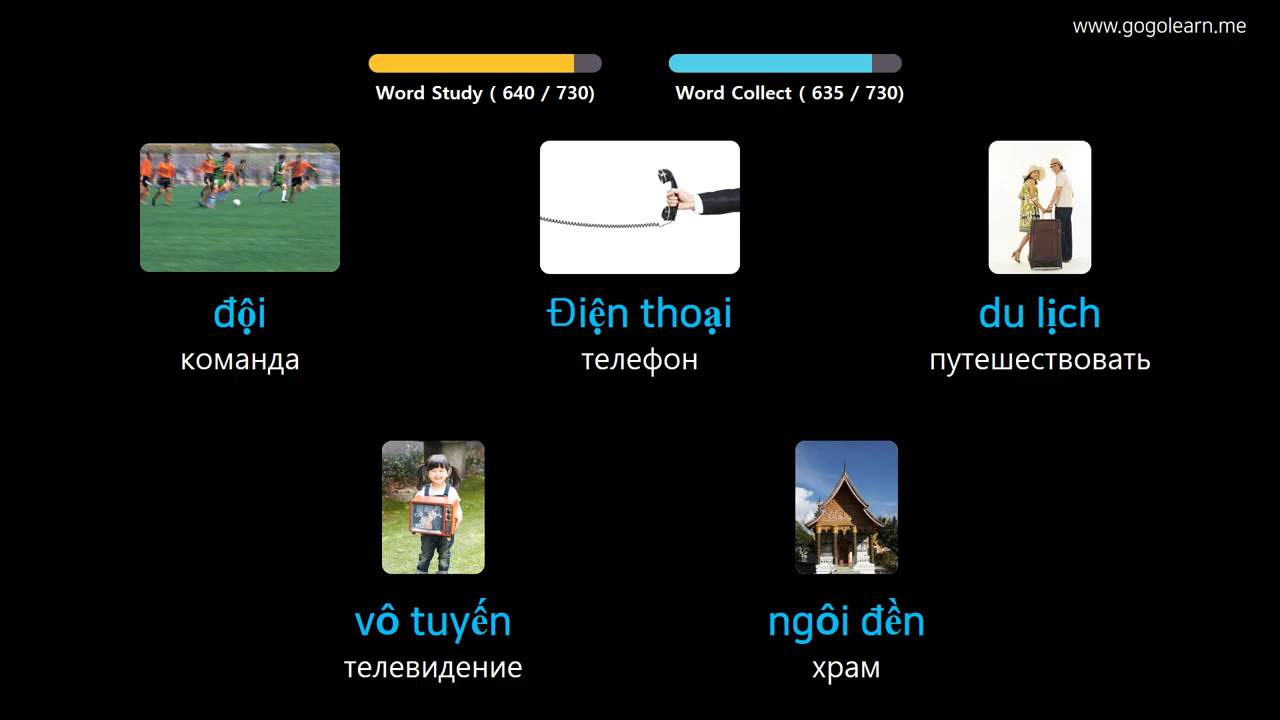 www.gogolearn.me
Word Study ( 640 / 730)
Word Collect ( 635 / 730)
đội
команда
Điện thoại
телефон
du lịch
путешествовать
vô tuyến
телевидение
ngôi đền
храм